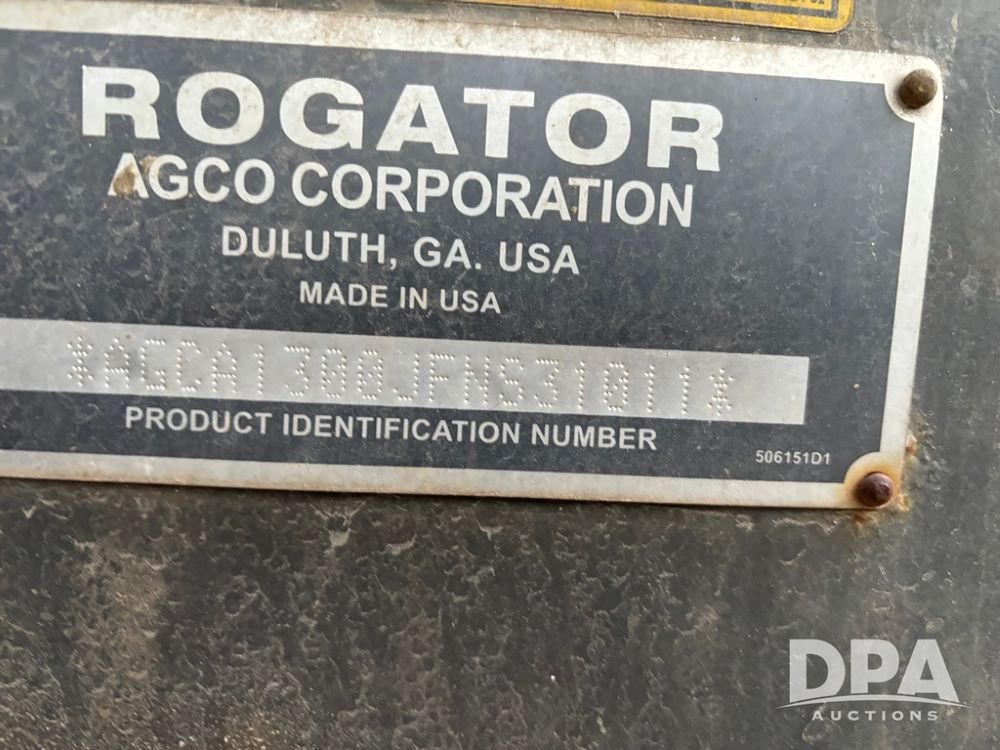 ROGATOR
AGCO CORPORATION
DULUTH, GA. USA
MADE IN USA
*AGCA1300JFNS31011*
PRODUCT IDENTIFICATION NUMBER
506151D1
DPA
AUCTIONS